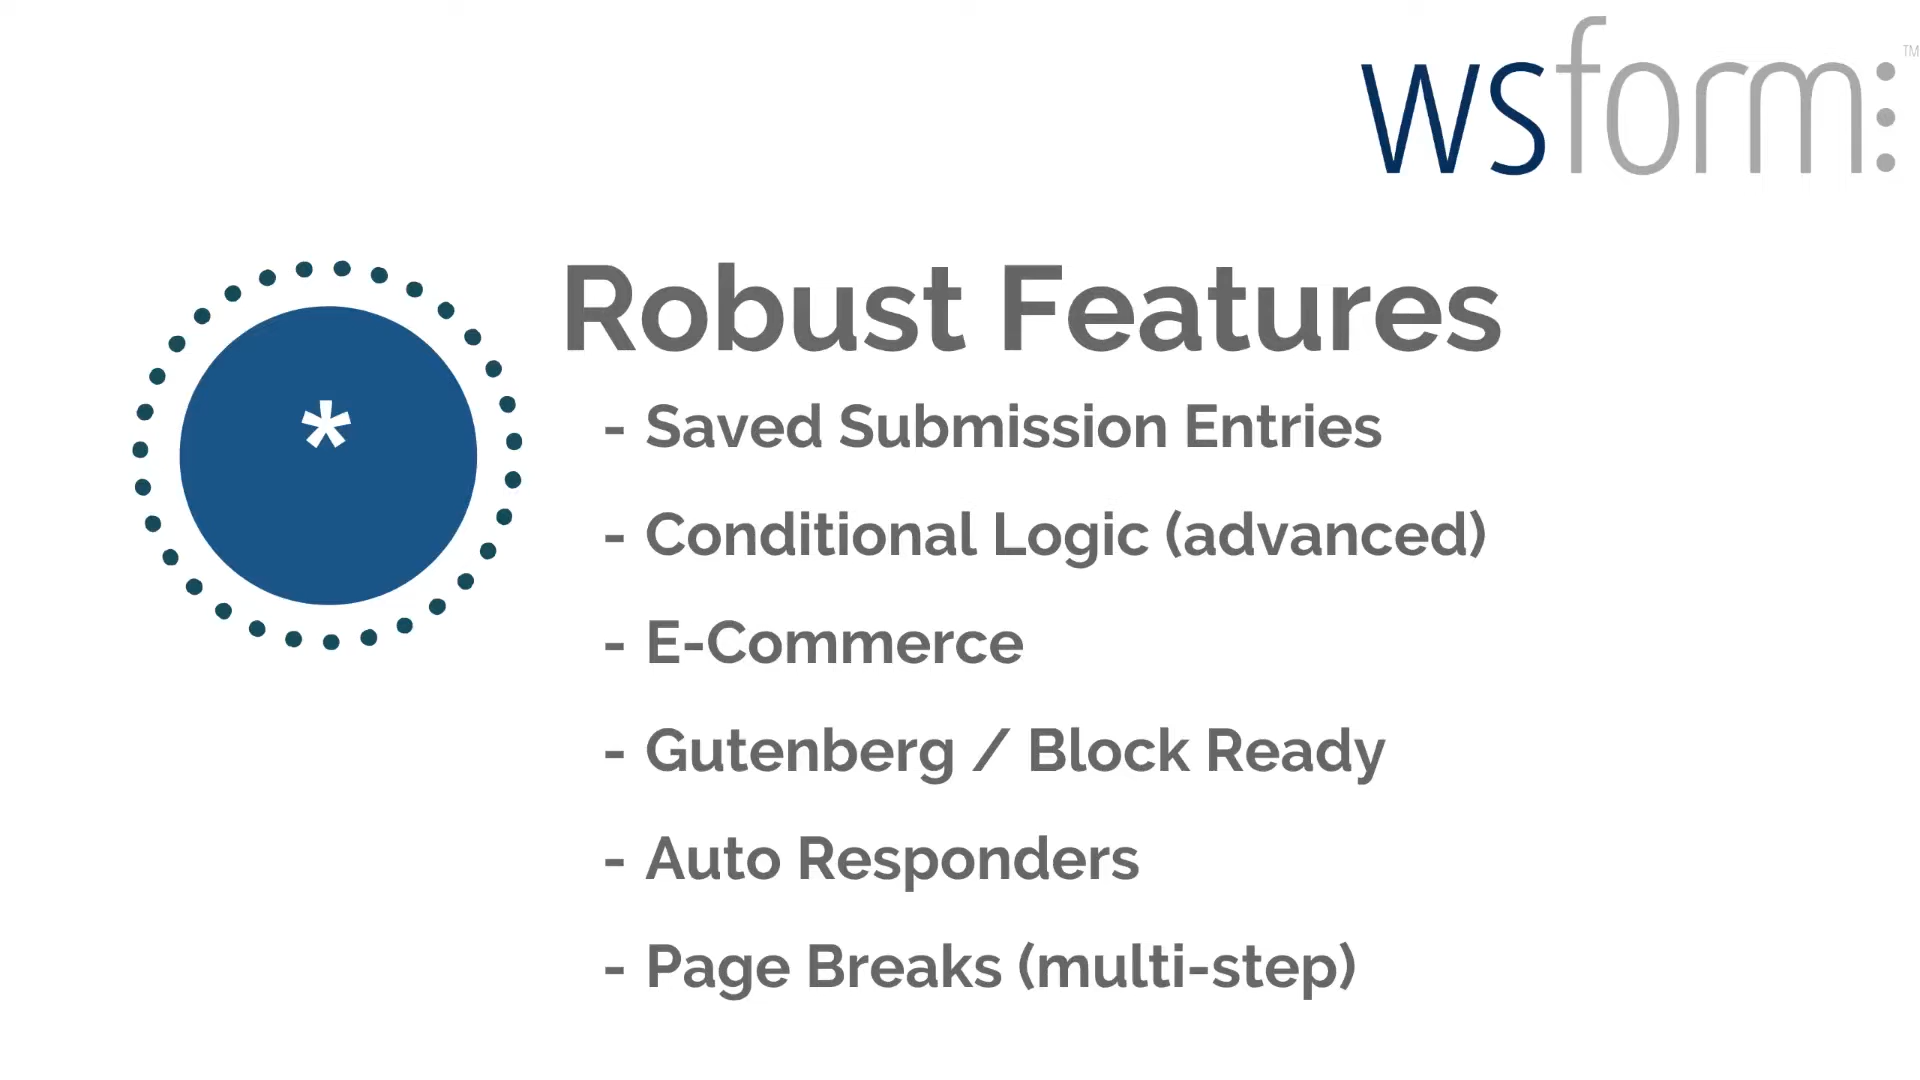 wsform
TM
Robust Features
*
- Saved Submission Entries
- Conditional Logic (advanced)
- E-Commerce
- Gutenberg / Block Ready
- Auto Responders
- Page Breaks (multi-step)